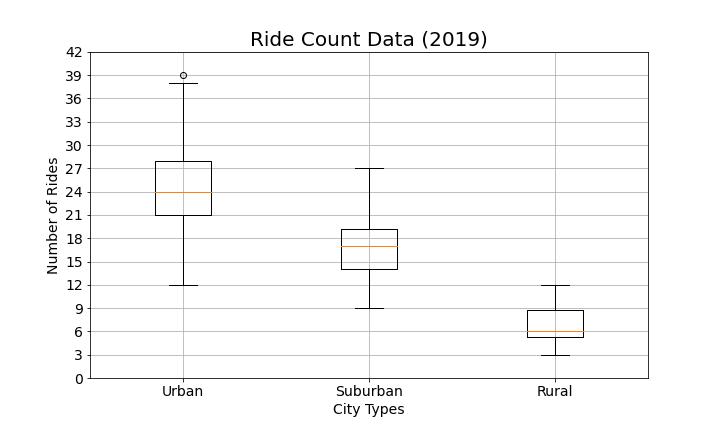 Ride Count Data (2019)
42
39
36
33
30
27
24
21
18
15
12
9
6
3
0
Number of Rides
Urban
Suburban
Rural
City Types